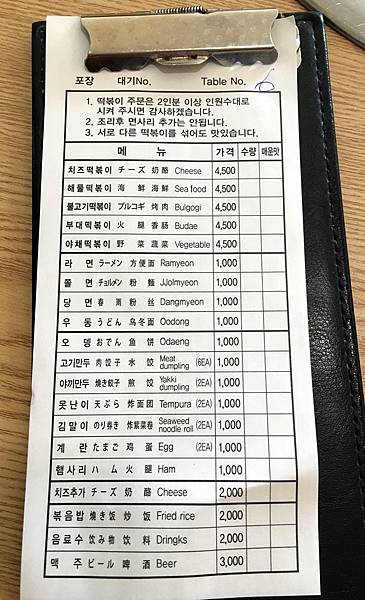 포장 대기No. Table No. 6
1. 떡볶이 주문은 2인분 이상 인원수대로
시켜 주시면 감사하겠습니다.
2. 조리후 면사리 추가는 안됩니다.
3. 서로 다른 떡볶이를 섞어도 맛있습니다.
메 뉴 가격 수량 매운맛
치즈떡볶이 チーズ 奶酪 Cheese 4,500
해물떡볶이 海鮮 海鲜 Sea food 4,500
불고기떡볶이 プルコギ 烤肉 Bulgogi 4,500
부대떡볶이 火腿香肠 Budae 4,500
야채떡볶이 野菜 蔬菜 Vegetable 4,500
라 면 ラーメン 方便面 Ramyeon 1,000
쫄 면 チョルメン 粉麵 JJolmyeon 1,000
당 면 春雨 粉丝 Dangmyeon 1,000
우 동 うどん 乌冬面 Oodong 1,000
오 뎅 おでん 鱼饼 Odaeng 1,000
고기만두 肉餃子 水饺 Meat dumpling (6EA) 1,000
야끼만두 焼き餃子 煎饺 Yakki dumpling (2EA) 1,000
못난이 天ぷら 炸面团 Tempura (2EA) 1,000
김말이 のり巻き 炸紫菜卷 Seaweed noodle roll (2EA) 1,000
계 란 たまご 鸡蛋 Egg (2EA) 1,000
햄사리 ハム 火腿 Ham 1,000
치즈추가 チーズ 奶酪 Cheese 2,000
볶음밥 焼き飯 炒饭 Fried rice 2,000
음료수 飲み物 饮料 Dringks 2,000
맥 주 ビール 啤酒 Beer 3,000